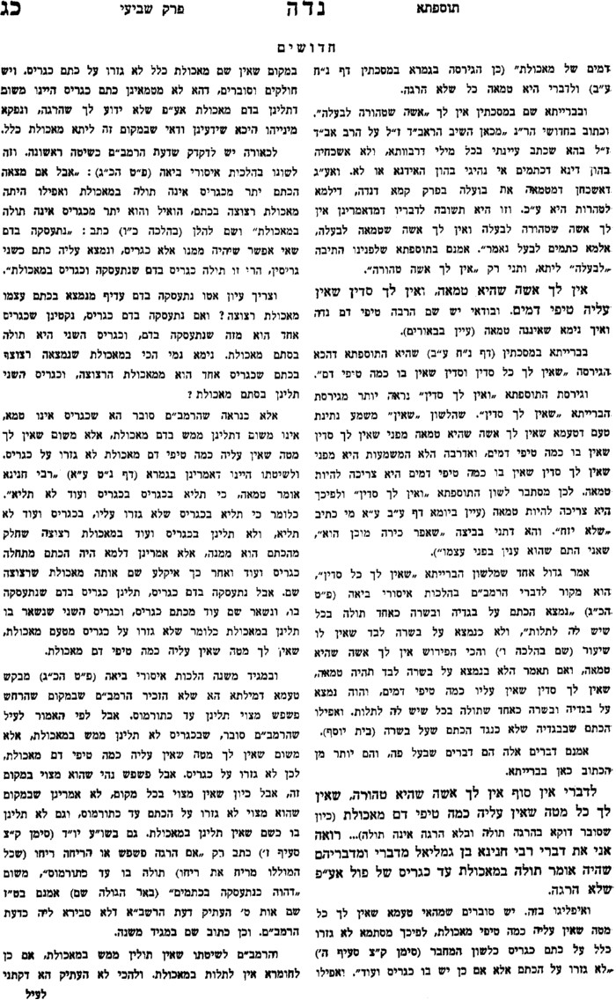 תוספתא
נדה
פרק שביעי
כג
חדושים
דמים של מאכולת" (כן הגירסה בגמרא במסכתין דף נ"ח
ע"ב) ולדברי היא טמאה כל שלא הרגה.
ובברייתא שם במסכתין אין לך „אשה שטהורה לבעלה".
וכתוב בחדושי הר"נ „מכאן השיב הראב"ד ז"ל על הרב אב"ד
ז"ל בהא שכתב עיינתי בכל מילי דרבוותא, ולא אשכחיה
בהון דינא דכתמים אי נהיגי בהון האידנא או לא. ואע"ג
דאשכחן דמטמאה את בועלה בפרק קמא דנדה, דילמא
לטהרות היא ע"כ. וזו היא תשובה לדבריו דמדאמרינן אין
לך אשה שטהורה לבעלה ואין לך אשה שטמאה לבעלה,
אלמא כתמים לבעל נאמר". אמנם בתוספתא שלפנינו התיבה
„לבעלה" ליתא, ותני רק „אין לך אשה טהורה".
אין לך אשה שהיא טמאה, ואין לך סדין שאין
עליה טיפי דמים. ובודאי יש שם הרבה טיפי דם נדה
ואיך נימא שאיננה טמאה (עיין בבאורים).
בברייתא במסכתין (דף נ"ח ע"ב) שהיא התוספתא דהכא
הגירסה „שאין לך כל סדין וסדין שאין בו כמה טיפי דם".
וגירסת התוספתא „ואין לך סדין" נראה יותר מגירסת
הברייתא „שאין לך סדין". שהלשון „שאין" משמע נתינת
טעם דטעמא שאין לך אשה שהיא טמאה מפני שאין לך סדין
שאין בו כמה טיפי דמים, ואדרבה הלא המשמעות היא מפני
שאין לך סדין שאין בו כמה טיפי דמים היא צריכה להיות
טמאה. לכן מסתבר לשון התוספתא „ואין לך סדין" ולפיכך
היא צריכה להיות טמאה (עיין ביומא דף ע"ב ע"א מי כתיב
„שלא יזח". והא דתני בביצה „שאפר כירה מוכן הוא",
שאני התם שהוא ענין בפני עצמו").
אמר גדול אחד שמלשון הברייתא „שאין לך כל סדין",
הוא מקור לדברי הרמב"ם בהלכות איסורי ביאה (פ"ט
הכ"ג) „נמצא הכתם על בגדיה ובשרה כאחד תולה בכל
שיש לה לתלות", ולא כנמצא על בשרה לבד שאין לו
שיעור (שם בהלכה ו') והכי הפירוש אין לך אשה שהיא
טמאה, ואם תאמר הלא בנמצא על בשרה לבד תהיה טמאה,
אין לך סדין שאין עליו כמה טיפי דמים, והוה נמצא
על בגדיה ובשרה כאחד שתולה בכל שיש לה לתלות. ואפילו
הכתם שבבגדיה שלא כנגד הכתם שעל בשרה (בית יוסף).
אמנם דברים אלה הם דברים שבעל פה, והם יותר מן
הכתוב כאן בברייתא.
לדברי אין סוף אין לך אשה שהיא טהורה, שאין
לך כל מטה שאין עליה כמה טיפי דם מאכולת (כיון
שסובר דוקא בהרגה תולה ובלא הרגה אינה תולה)... רואה
אני את דברי רבי חנינא בן גמליאל מדברי ומדבריהם
שהיה אומר תולה במאכולת עד כגריס של פול אע"פ
שלא הרגה.
ואיפליגו בזה. יש סוברים שמהאי טעמא שאין לך כל
מטה שאין עליה כמה טיפי מאכולת, לפיכך מסתמא לא גזרו
כלל על כתם כגריס כלשון המחבר (סימן ק"צ סעיף ה')
„לא גזרו על הכתם אלא אם כן יש בו כגריס ועוד". ואפילו
במקום שאין שם מאכולת כלל לא גזרו על כתם כגריס. ויש
חולקים וסוברים, דהא לא מטמאינן כתם כגריס היינו משום
דתלינן בדם מאכולת אע"פ שלא ידוע לך שהרגה, ונפקא
מינייהו היכא שידעינן ודאי שבמקום זה ליתא מאכולת כלל.
לכאורה יש לדקדק שדעת הרמב"ם כשיטה ראשונה. וזה
לשונו בהלכות איסורי ביאה (פ"ט הכ"ג): „אבל אם מצאה
הכתם יתר מכגריס אינה תולה במאכולת ואפילו היתה
מאכולת רצוצה בכתם, הואיל והוא יתר מכגריס אינה תולה
במאכולת" ושם להלן (בהלכה כ"ו) כתב: „נתעסקה בדם
שאי אפשר שיהיה ממנו אלא כגריס, ונמצא עליה כתם כשני
גריסין, הרי זו תולה כגריס בדם שנתעסקה וכגריס במאכולת".
וצריך עיון אטו נתעסקה בדם עדיף מנמצא בכתם עצמו
מאכולת רצוצה? ואם נתעסקה בדם כגריס, נקטינן שכגריס
אחד הוא מזה שנתעסקה בדם, וכגריס השני היא תולה
בסתם מאכולת. נימא נמי הכי במאכולת שנמצאה רצוצה
בכתם שכגריס אחד הוא ממאכולת הרצוצה, וכגריס השני
תלינן בסתם מאכולת?
אלא כנראה שהרמב"ם סובר הא שכגריס אינו טמא,
אינו משום דתלינן ממש בדם מאכולת, אלא משום שאין לך
מטה שאין עליה כמה טיפי דם מאכולת לא גזרו על כגריס.
ולשיטתו היינו דאמרינן בגמרא (דף נ"ט ע"א) „רבי חנינא
אומר טמאה, כי תליא בכגריס בכגריס ועוד לא תליא".
כלומר כי תליא בכגריס שלא גזרו עליו, בכגריס ועוד לא
תליא, ולא תלינן בכגריס ועוד במאכולת רצוצה שחלק
מהכתם הוא ממנה, אלא אמרינן דלמא היה הכתם מתחלה
כגריס ועוד ואחר כך איקלע שם אותה מאכולת שרצוצה
שם. אבל נתעסקה בדם כגריס, תלינן כגריס בדם שנתעסקה
בו, ונשאר שם עוד מכתם כגריס, וכגריס השני שנשאר בו
תלינן במאכולת כלומר שלא גזרו על כגריס מטעם מאכולת,
שאין לך מטה שאין עליה כמה טיפי דם מאכולת.
ובמגיד משנה הלכות איסורי ביאה (פ"ט הכ"ג) מבקש
טעמא דמילתא הא שלא הזכיר הרמב"ם שבמקום שהרחש
פשפש מצוי תלינן עד כתורמוס. אבל לפי האמור לעיל
שהרמב"ם סובר, שבכגריס לא תלינן ממש במאכולת, אלא
משום שאין לך מטה שאין עליה כמה טיפי דם מאכולת,
לכן לא גזרו על כגריס. אבל פשפש נהי שהוא מצוי במקום
זה, אבל כיון שאין מצוי בכל מקום, לא אמרינן שבמקום
שהוא מצוי לא גזרו על הכתם עד כתורמוס, וגם לא תלינן
בו כשם שאין תלינן במאכולת. גם בשו"ע יו"ד (סימן ק"צ
סעיף ז') כתב רק „אם הרגה פשפש או הריחה ריחו (שכל
המוללו מריח את ריחו) תולה בו עד כתורמוס", משום
„דהוה כנתעסקה בכתמים" (באר הגולה שם) אמנם בט"ז
שם אות ט' העתיק דעת הרשב"א דלא סבירא ליה כדעת
הרמב"ם. וכן כתוב שם במגיד משנה.
והרמב"ם לשיטתו שאין תולין ממש במאכולת, אם כן
לחומרא אין לתלות במאכולת. ולהכי לא העתיק הא דקתני
לעיל